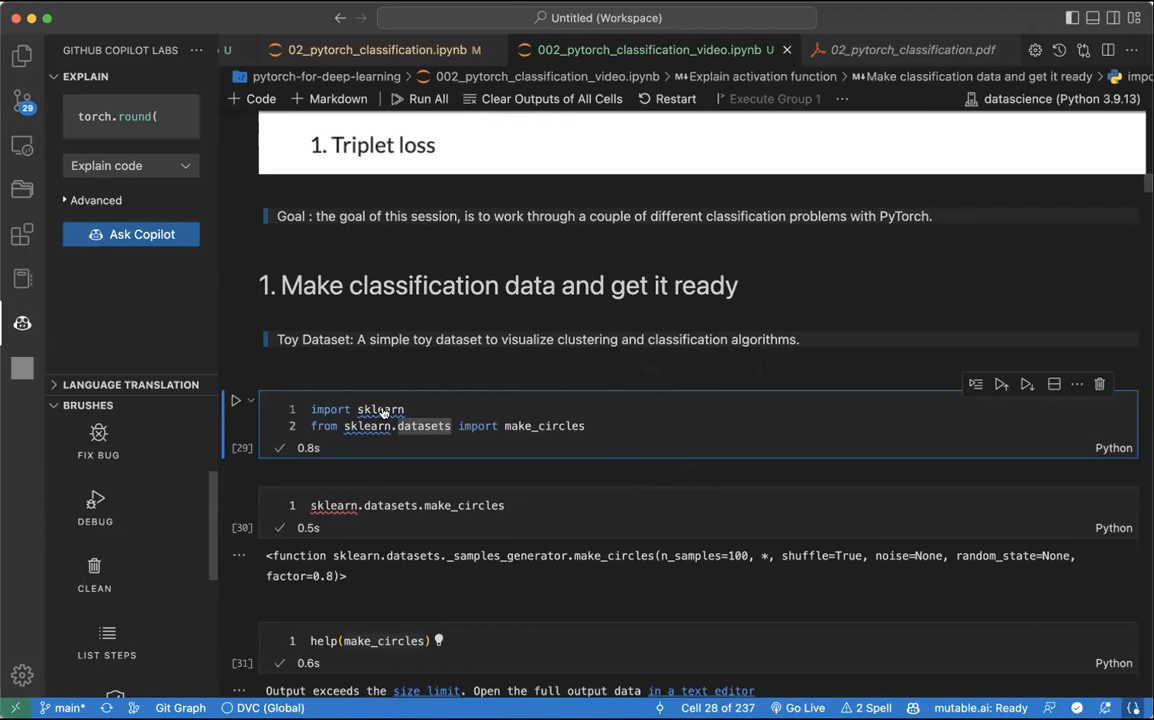 Untitled (Workspace)
GITHUB COPILOT LABS ···
U
02_pytorch_classification.ipynb M
002_pytorch_classification_video.ipynb U
02_pytorch_classification.pdf
EXPLAIN
pytorch-for-deep-learning > 002_pytorch_classification_video.ipynb > Explain activation function > Make classification data and get it ready > impo
+ Code + Markdown Run All Clear Outputs of All Cells Restart Execute Group 1 ··· datascience (Python 3.9.13)
torch.round(
1. Triplet loss
Explain code
Advanced
Goal : the goal of this session, is to work through a couple of different classification problems with PyTorch.
Ask Copilot
1. Make classification data and get it ready
Toy Dataset: A simple toy dataset to visualize clustering and classification algorithms.
29
LANGUAGE TRANSLATION
BRUSHES
1 import sklearn
2 from sklearn.datasets import make_circles
[29] 0.8s Python
FIX BUG
1 sklearn.datasets.make_circles
[30] 0.5s Python
DEBUG
<function sklearn.datasets._samples_generator.make_circles(n_samples=100, *, shuffle=True, noise=None, random_state=None,
factor=0.8)>
CLEAN
1 help(make_circles)
[31] 0.6s Python
LIST STEPS
Output exceeds the size limit. Open the full output data in a text editor
main* Git Graph DVC (Global) Cell 28 of 237 Go Live 2 Spell mutable.ai: Ready